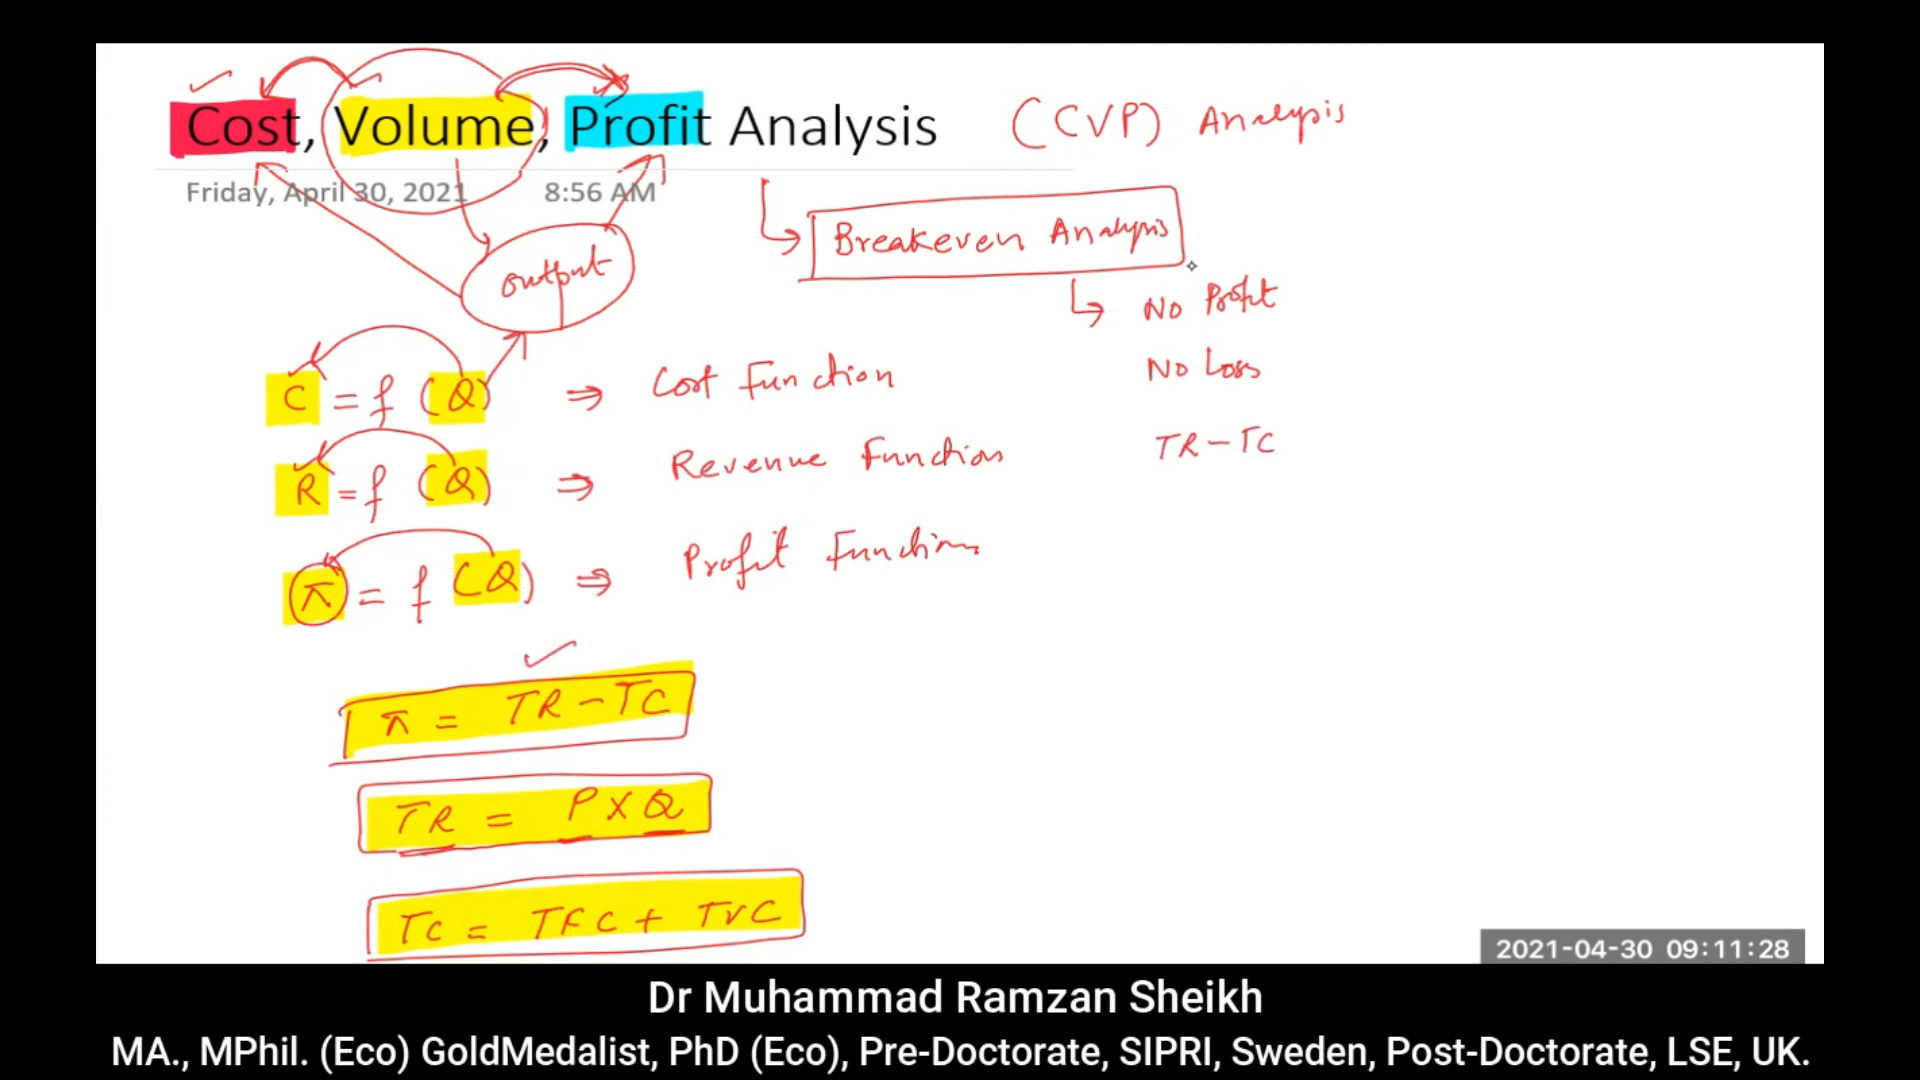 Cost, Volume, Profit Analysis (CVP) Analysis
Friday, April 30, 2021 8:56 AM
Breakeven Analysis
output
No Profit
No Loss
TR - TC
C = f (Q) ⇒ Cost Function
R = f (Q) ⇒ Revenue Function
π = f (Q) ⇒ Profit Function
π = TR - TC
TR = P X Q
TC = TFC + TVC
2021-04-30 09:11:28
Dr Muhammad Ramzan Sheikh
MA., MPhil. (Eco) GoldMedalist, PhD (Eco), Pre-Doctorate, SIPRI, Sweden, Post-Doctorate, LSE, UK.